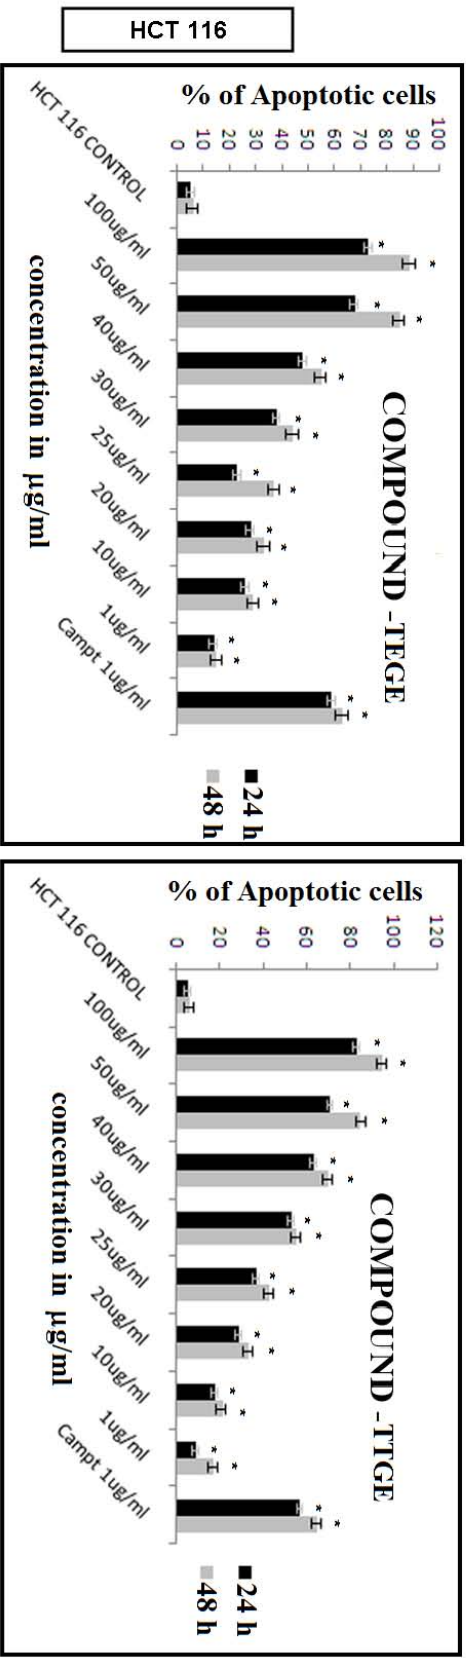 HCT 116
COMPOUND -TEGE
% of Apoptotic cells
100
90
80
70
60
50
40
30
20
10
0
* * * * * * * * * * * * * * * * * *
HCT 116 CONTROL
100ug/ml
50ug/ml
40ug/ml
30ug/ml
25ug/ml
20ug/ml
10ug/ml
1ug/ml
Campt 1ug/ml
concentration in µg/ml
24 h
48 h
COMPOUND -TTGE
% of Apoptotic cells
120
100
80
60
40
20
0
* * * * * * * * * * * * * * * * * *
HCT 116 CONTROL
100ug/ml
50ug/ml
40ug/ml
30ug/ml
25ug/ml
20ug/ml
10ug/ml
1ug/ml
Campt 1ug/ml
concentration in µg/ml
24 h
48 h